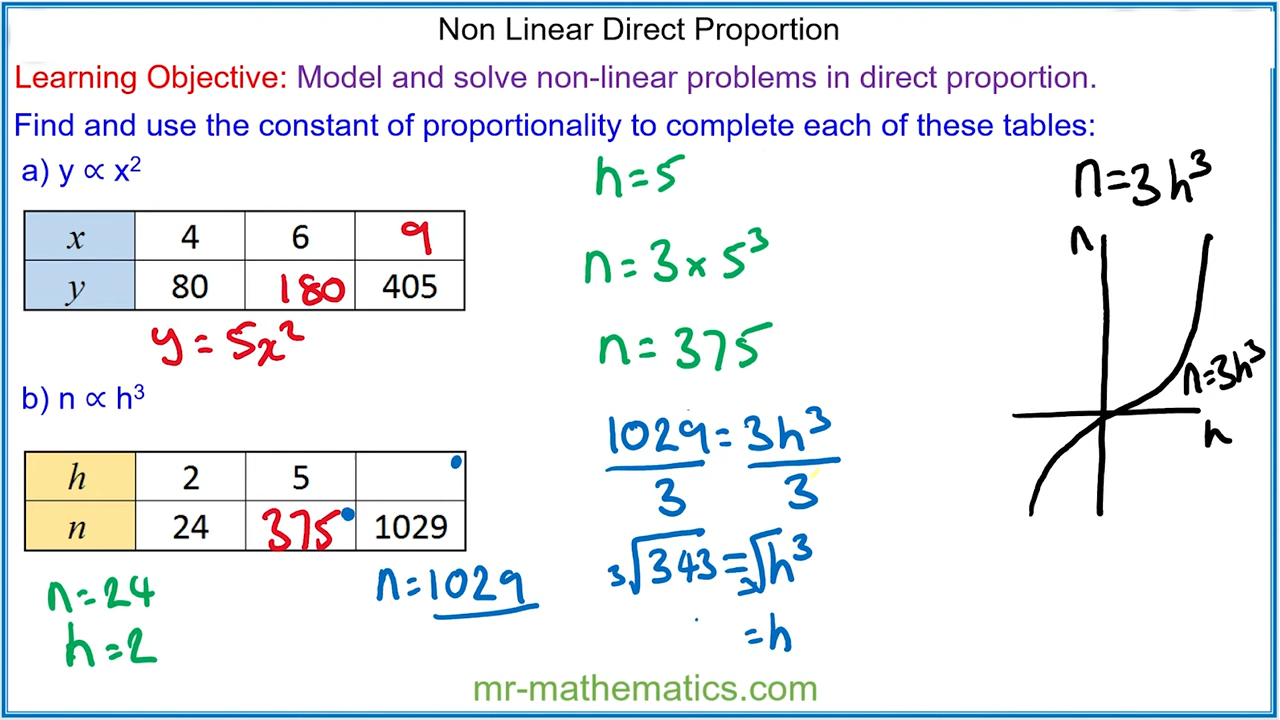 Non Linear Direct Proportion
Learning Objective: Model and solve non-linear problems in direct proportion.
Find and use the constant of proportionality to complete each of these tables:
a) y ∝ x²
x 4 6 9
y 80 180 405
y = 5x²
b) n ∝ h³
h 2 5
n 24 375 1029
n=24
h=2
n=1029
h=5
n=3×5³
n=375
1029=3h³
3 3
³√343=³√h³
=h
n=3h³
n
n=3h³
h
mr-mathematics.com